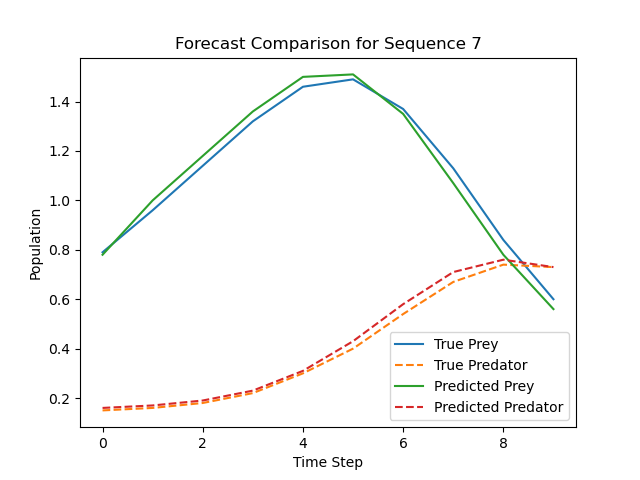 Forecast Comparison for Sequence 7
Population
1.4
1.2
1.0
0.8
0.6
0.4
0.2
0
2
4
6
8
Time Step
True Prey
True Predator
Predicted Prey
Predicted Predator